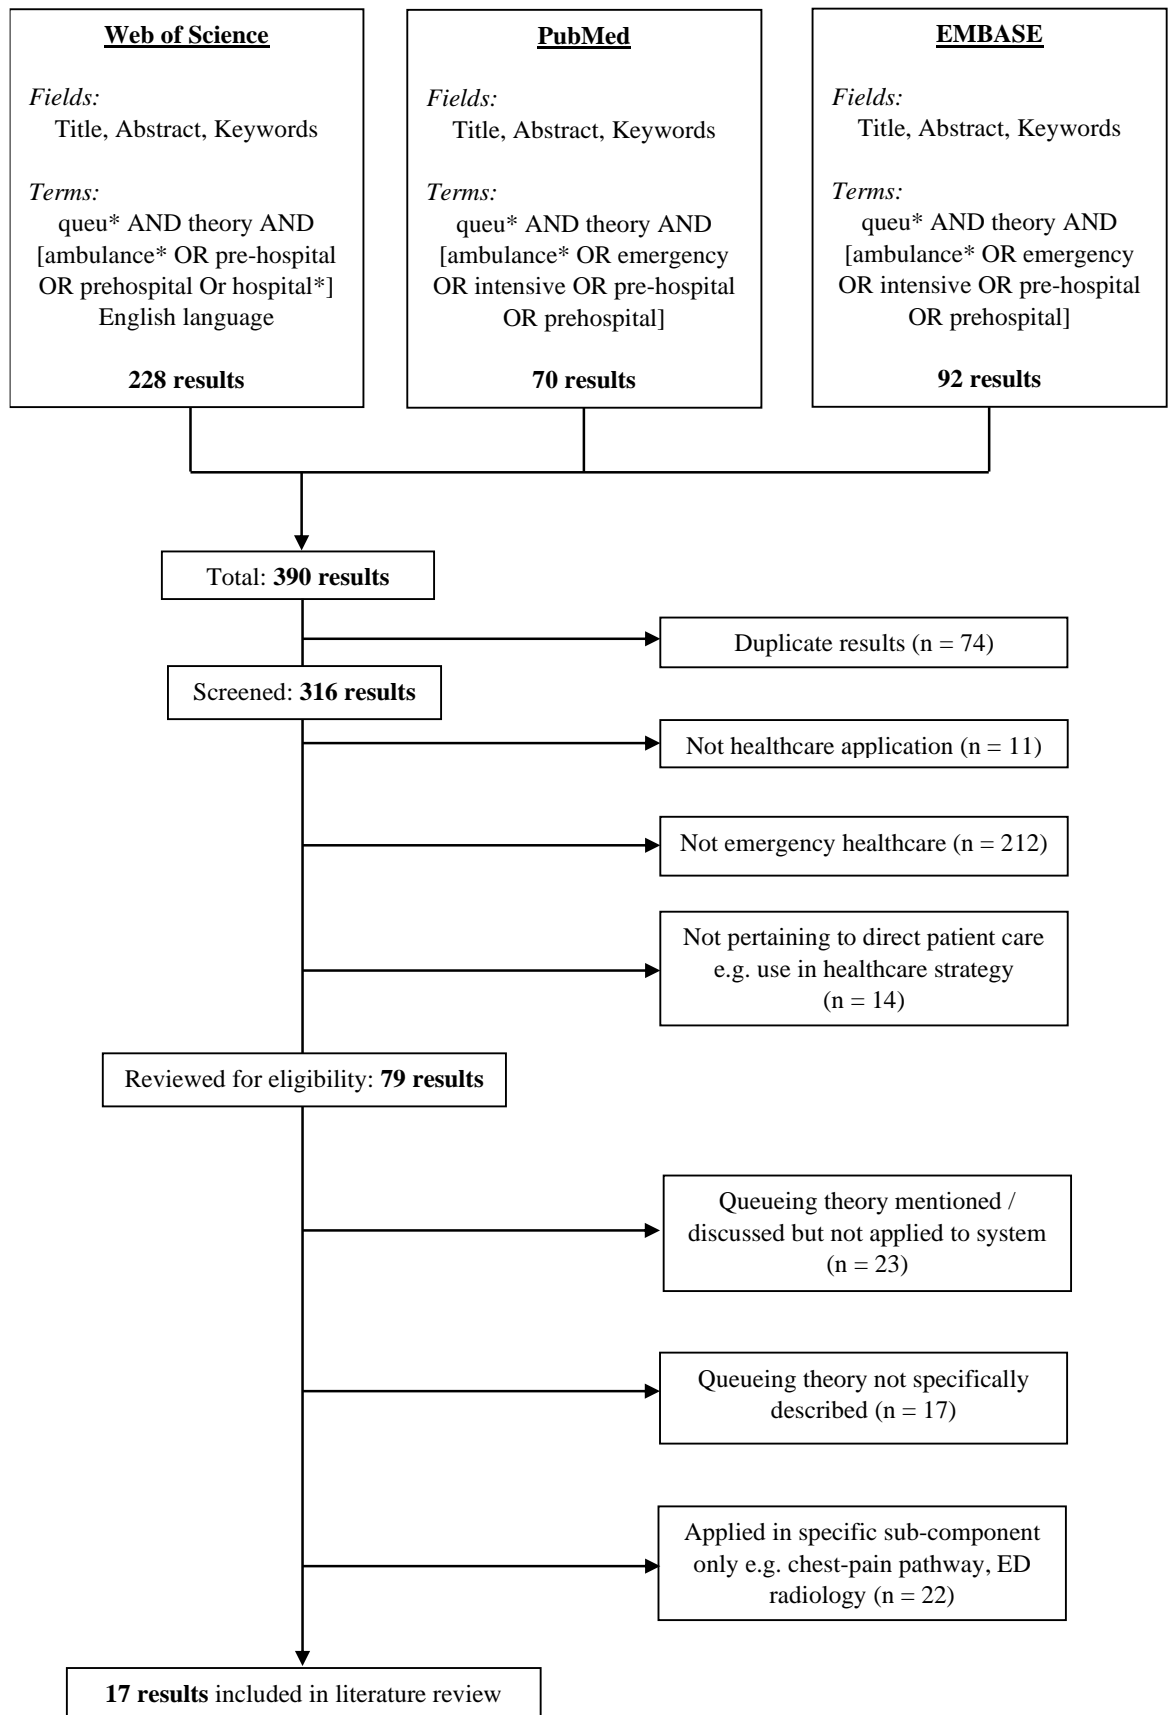 Web of Science
Fields:
Title, Abstract, Keywords
Terms:
queu* AND theory AND
[ambulance* OR pre-hospital
OR prehospital Or hospital*]
English language
228 results
PubMed
Fields:
Title, Abstract, Keywords
Terms:
queu* AND theory AND
[ambulance* OR emergency
OR intensive OR pre-hospital
OR prehospital]
70 results
EMBASE
Fields:
Title, Abstract, Keywords
Terms:
queu* AND theory AND
[ambulance* OR emergency
OR intensive OR pre-hospital
OR prehospital]
92 results
Total: 390 results
Duplicate results (n = 74)
Screened: 316 results
Not healthcare application (n = 11)
Not emergency healthcare (n = 212)
Not pertaining to direct patient care
e.g. use in healthcare strategy
(n = 14)
Reviewed for eligibility: 79 results
Queueing theory mentioned /
discussed but not applied to system
(n = 23)
Queueing theory not specifically
described (n = 17)
Applied in specific sub-component
only e.g. chest-pain pathway, ED
radiology (n = 22)
17 results included in literature review